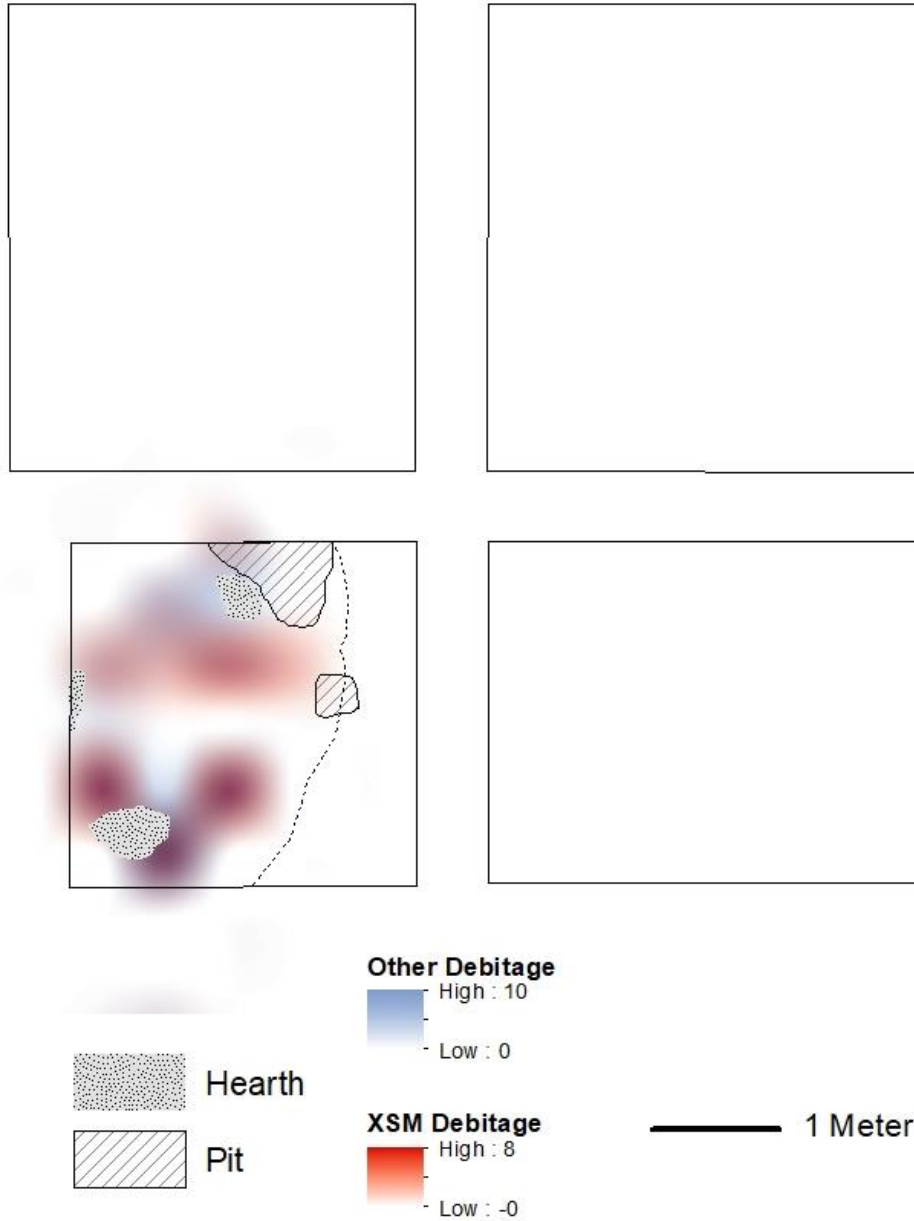 Other Debitage
High : 10
Low : 0
Hearth
XSM Debitage
High : 8
Low : -0
Pit
1 Meter